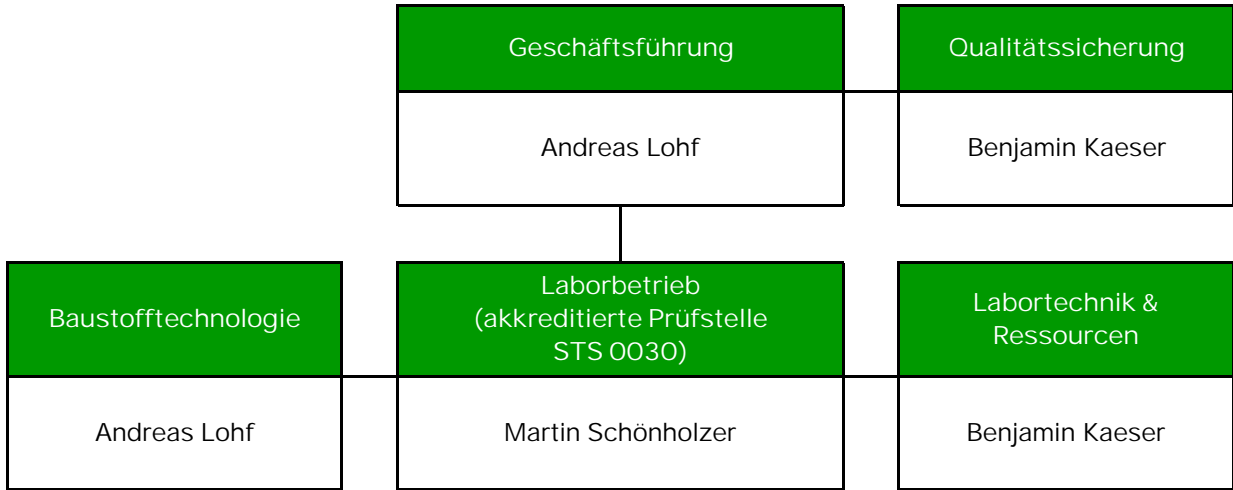 Geschäftsführung
Qualitätssicherung
Andreas Lohf
Benjamin Kaeser
Baustofftechnologie
Laborbetrieb
(akkreditierte Prüfstelle
STS 0030)
Labortechnik &
Ressourcen
Andreas Lohf
Martin Schönholzer
Benjamin Kaeser